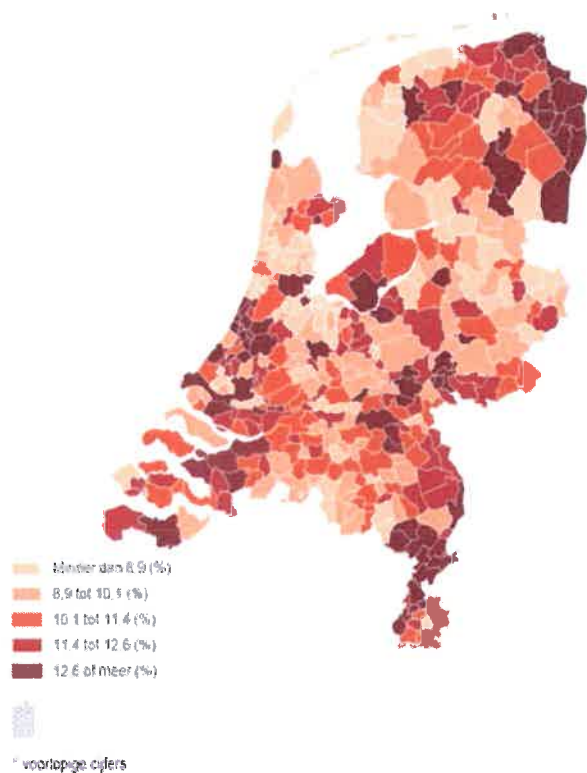 Minder dan 8,9 (%)
8,9 tot 10,1 (%)
10,1 tot 11,4 (%)
11,4 tot 12,6 (%)
12,6 of meer (%)
* voorlopige cijfers